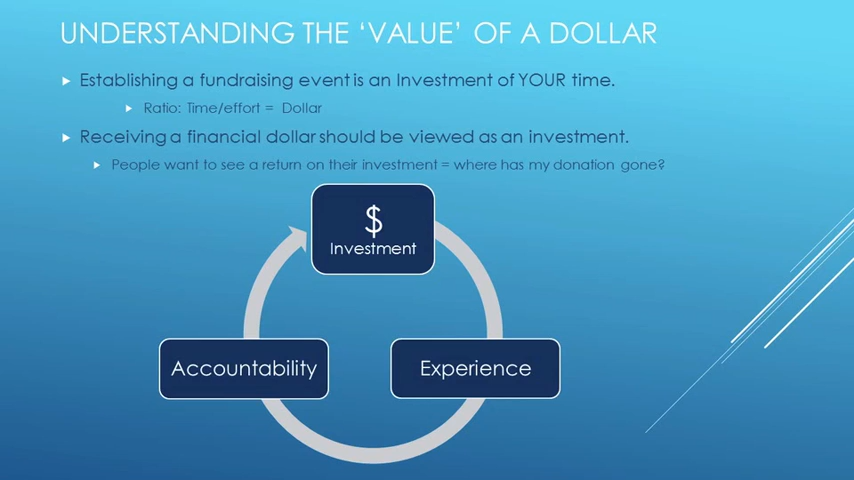 UNDERSTANDING THE ‘VALUE’ OF A DOLLAR
Establishing a fundraising event is an Investment of YOUR time.
Ratio: Time/effort = Dollar
Receiving a financial dollar should be viewed as an investment.
People want to see a return on their investment = where has my donation gone?
$
Investment
Accountability
Experience